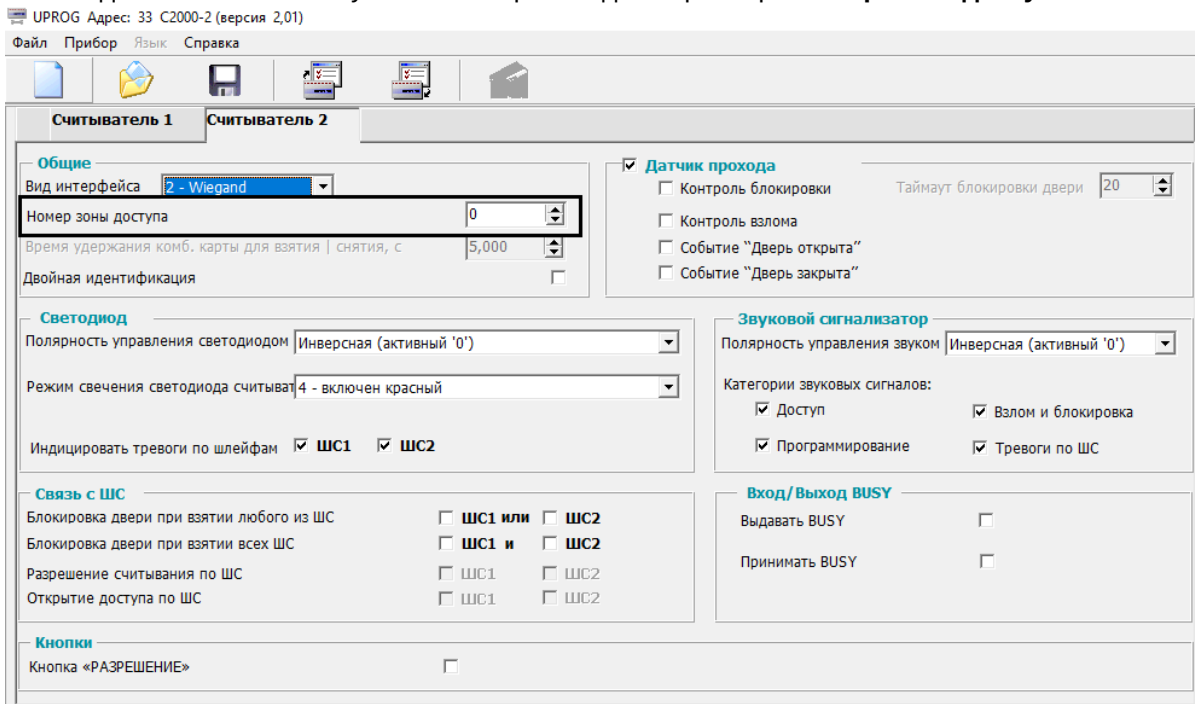 UPROG Адрес: 33 С2000-2 (версия 2,01)
Файл Прибор Язык Справка
Считыватель 1 Считыватель 2
Общие
Вид интерфейса 2 - Wiegand
Номер зоны доступа 0
Время удержания комб. карты для взятия | снятия, с 5,000
Двойная идентификация
Датчик прохода
Контроль блокировки Таймаут блокировки двери 20
Контроль взлома
Событие "Дверь открыта"
Событие "Дверь закрыта"
Светодиод
Полярность управления светодиодом Инверсная (активный '0')
Режим свечения светодиода считыват 4 - включен красный
Индицировать тревоги по шлейфам ШС1 ШС2
Звуковой сигнализатор
Полярность управления звуком Инверсная (активный '0')
Категории звуковых сигналов:
Доступ Взлом и блокировка
Программирование Тревоги по ШС
Связь с ШС
Блокировка двери при взятии любого из ШС ШС1 или ШС2
Блокировка двери при взятии всех ШС ШС1 и ШС2
Разрешение считывания по ШС ШС1 ШС2
Открытие доступа по ШС ШС1 ШС2
Вход/Выход BUSY
Выдавать BUSY
Принимать BUSY
Кнопки
Кнопка «РАЗРЕШЕНИЕ»